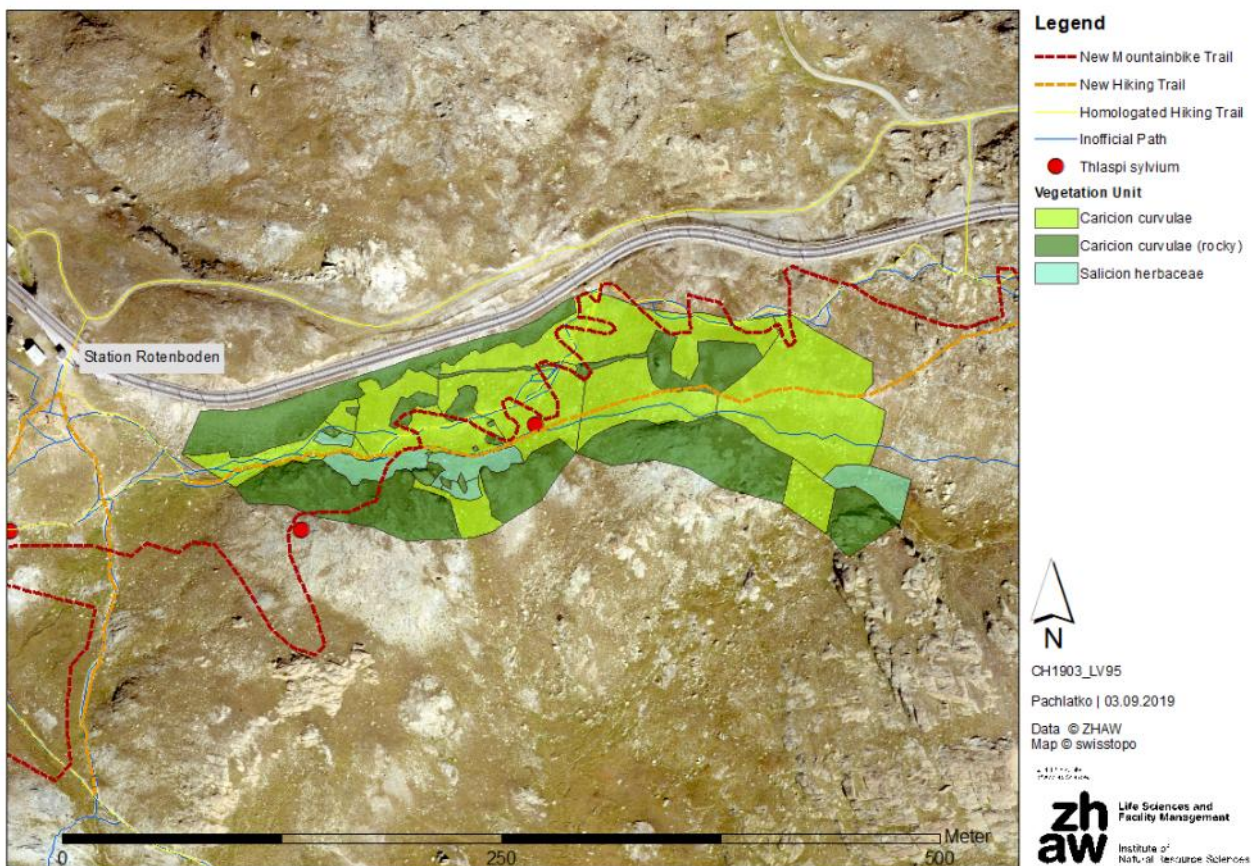 Legend
New Mountainbike Trail
New Hiking Trail
Homologated Hiking Trail
Inofficial Path
Thlaspi sylvium
Vegetation Unit
Caricion curvulae
Caricion curvulae (rocky)
Salicion herbaceae
Station Rotenboden
N
CH1903_LV95
Pachlatko | 03.09.2019
Data © ZHAW
Map © swisstopo
zh
aw
Life Sciences and
Facility Management
Institute of
Natural Resource Sciences
Meter
0 250 500